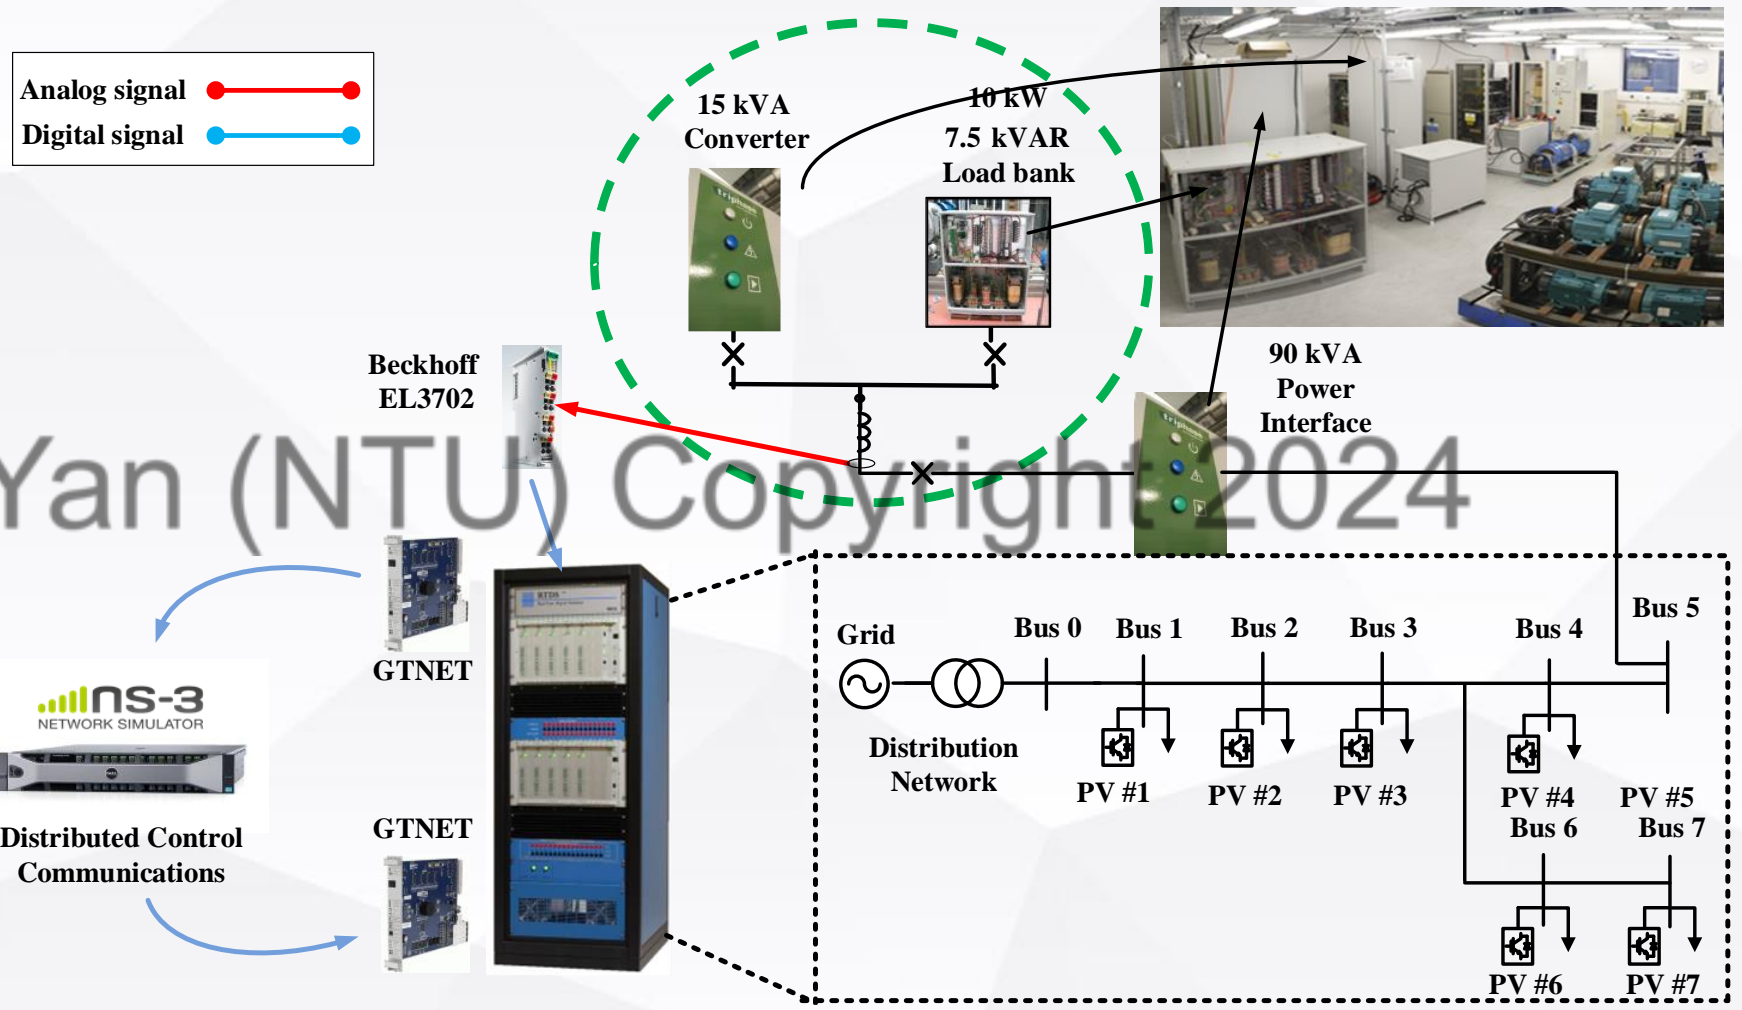 Analog signal
Digital signal
15 kVA
Converter
10 kW
7.5 kVAR
Load bank
triphase
Beckhoff
EL3702
90 kVA
Power
Interface
triphase
Yan (NTU) Copyright 2024
GTNET
RTDS
ns-3
NETWORK SIMULATOR
Distributed Control
Communications
GTNET
Grid
Bus 0
Bus 1
Bus 2
Bus 3
Bus 4
Bus 5
Distribution
Network
PV #1
PV #2
PV #3
PV #4
PV #5
Bus 6
Bus 7
PV #6
PV #7